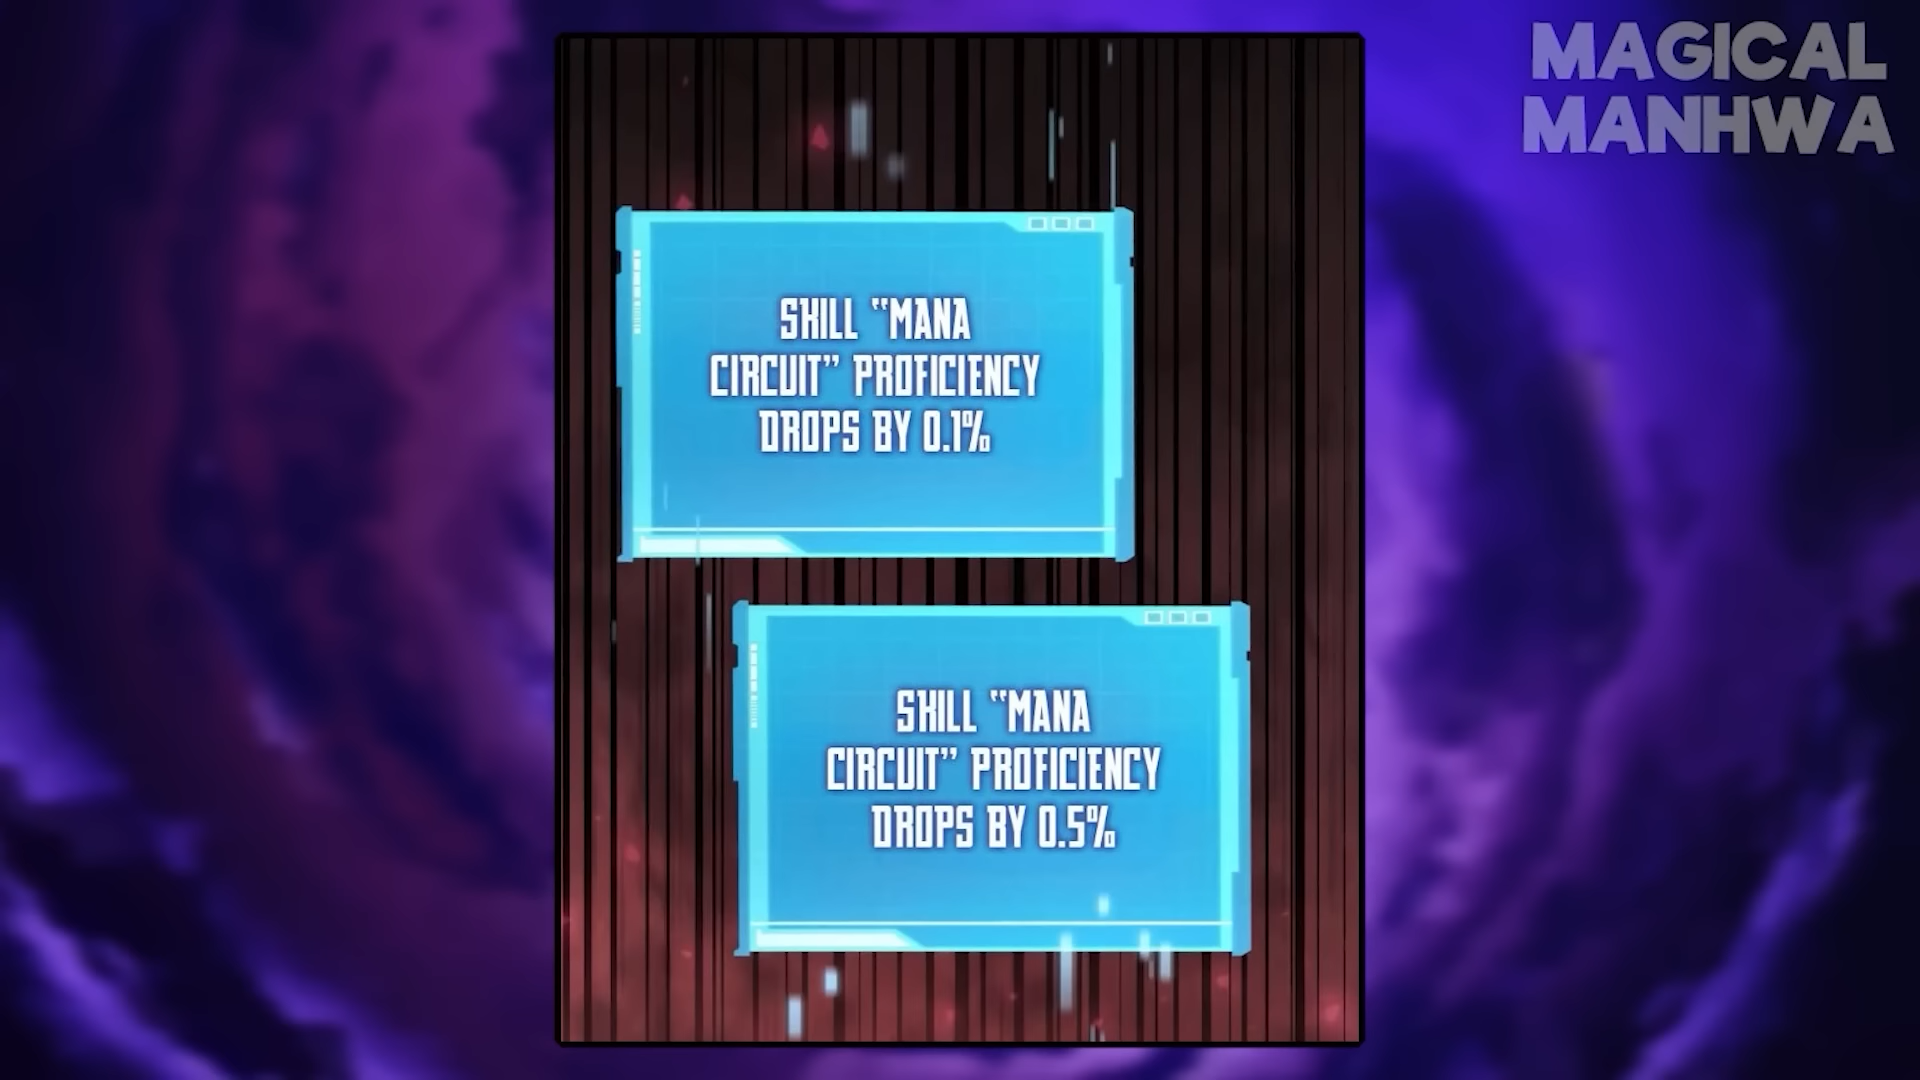 MAGICAL
MANHWA
SKILL “MANA
CIRCUIT” PROFICIENCY
DROPS BY 0.1%
SKILL “MANA
CIRCUIT” PROFICIENCY
DROPS BY 0.5%